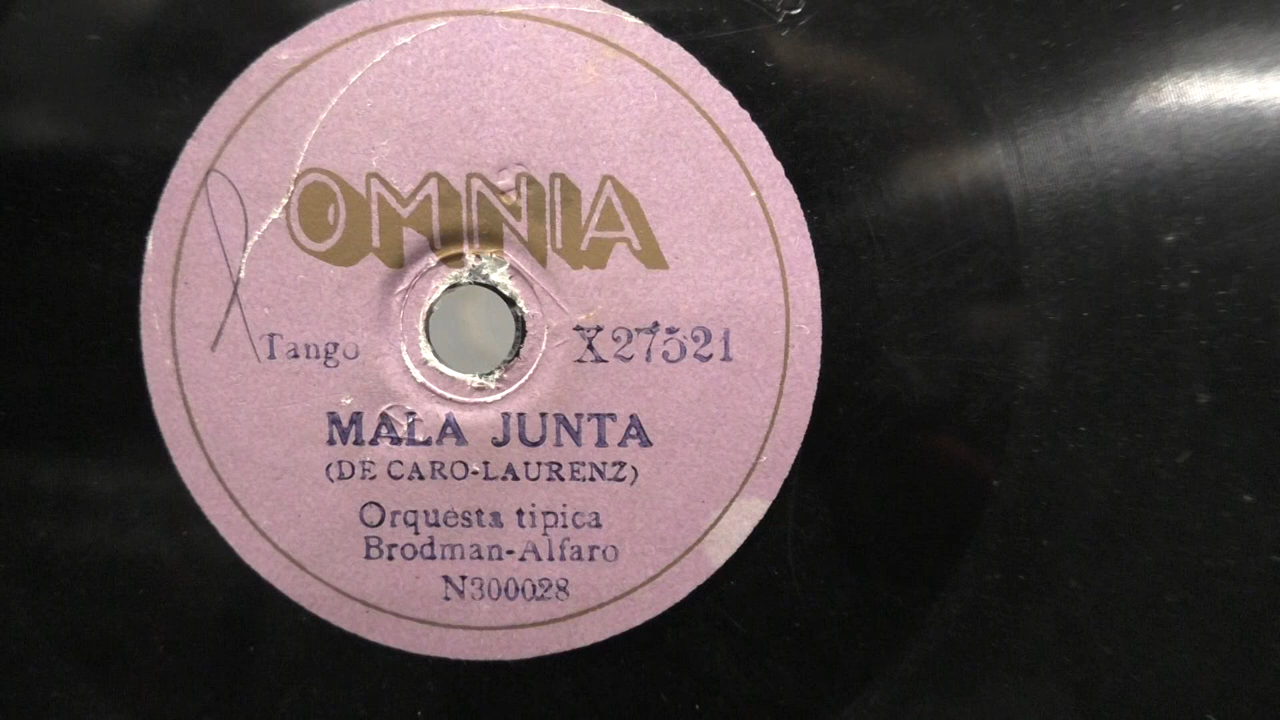 OMNIA
Tango X27521
MALA JUNTA
(DE CARO-LAURENZ)
Orquesta tipica
Brodman-Alfaro
N300028